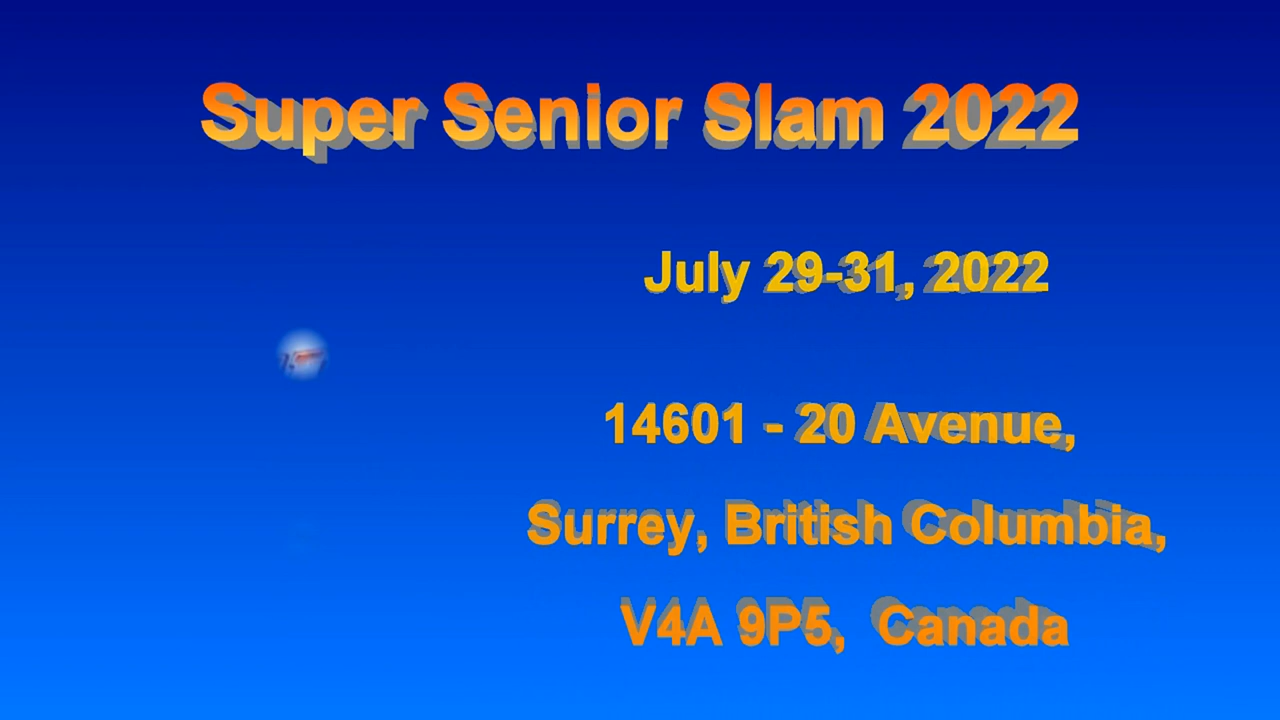 Super Senior Slam 2022
July 29-31, 2022
14601 - 20 Avenue,
Surrey, British Columbia,
V4A 9P5, Canada